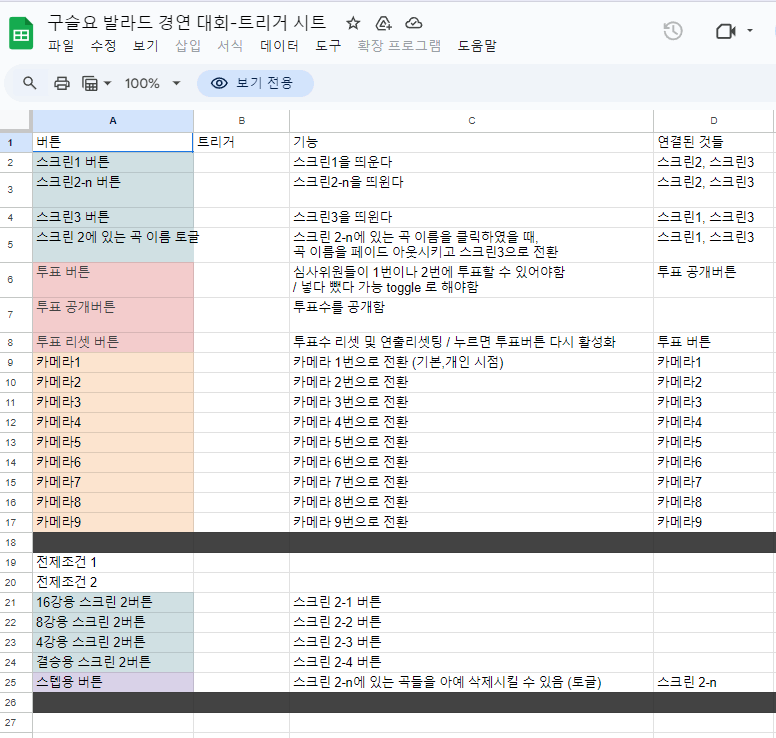 구슬요 발라드 경연 대회-트리거 시트
파일 수정 보기 삽입 서식 데이터 도구 확장 프로그램 도움말
100% 보기 전용
A B C D
1 버튼 트리거 기능 연결된 것들
2 스크린1 버튼 스크린1을 띄운다 스크린2, 스크린3
3 스크린2-n 버튼 스크린2-n을 띄윈다 스크린2, 스크린3
4 스크린3 버튼 스크린3을 띄윈다 스크린1, 스크린3
5 스크린 2에 있는 곡 이름 토글 스크린 2-n에 있는 곡 이름을 클릭하였을 때, 스크린1, 스크린3
곡 이름을 페이드 아웃시키고 스크린3으로 전환
6 투표 버튼 심사위원들이 1번이나 2번에 투표할 수 있어야함 투표 공개버튼
/ 넣다 뺐다 가능 toggle 로 해야함
7 투표 공개버튼 투표수를 공개함
8 투표 리셋 버튼 투표수 리셋 및 연출리셋팅 / 누르면 투표버튼 다시 활성화 투표 버튼
9 카메라1 카메라 1번으로 전환 (기본,개인 시점) 카메라1
10 카메라2 카메라 2번으로 전환 카메라2
11 카메라3 카메라 3번으로 전환 카메라3
12 카메라4 카메라 4번으로 전환 카메라4
13 카메라5 카메라 5번으로 전환 카메라5
14 카메라6 카메라 6번으로 전환 카메라6
15 카메라7 카메라 7번으로 전환 카메라7
16 카메라8 카메라 8번으로 전환 카메라8
17 카메라9 카메라 9번으로 전환 카메라9
18
19 전제조건 1
20 전제조건 2
21 16강용 스크린 2버튼 스크린 2-1 버튼
22 8강용 스크린 2버튼 스크린 2-2 버튼
23 4강용 스크린 2버튼 스크린 2-3 버튼
24 결승용 스크린 2버튼 스크린 2-4 버튼
25 스텝용 버튼 스크린 2-n에 있는 곡들을 아예 삭제시킬 수 있음 (토글) 스크린 2-n
26
27